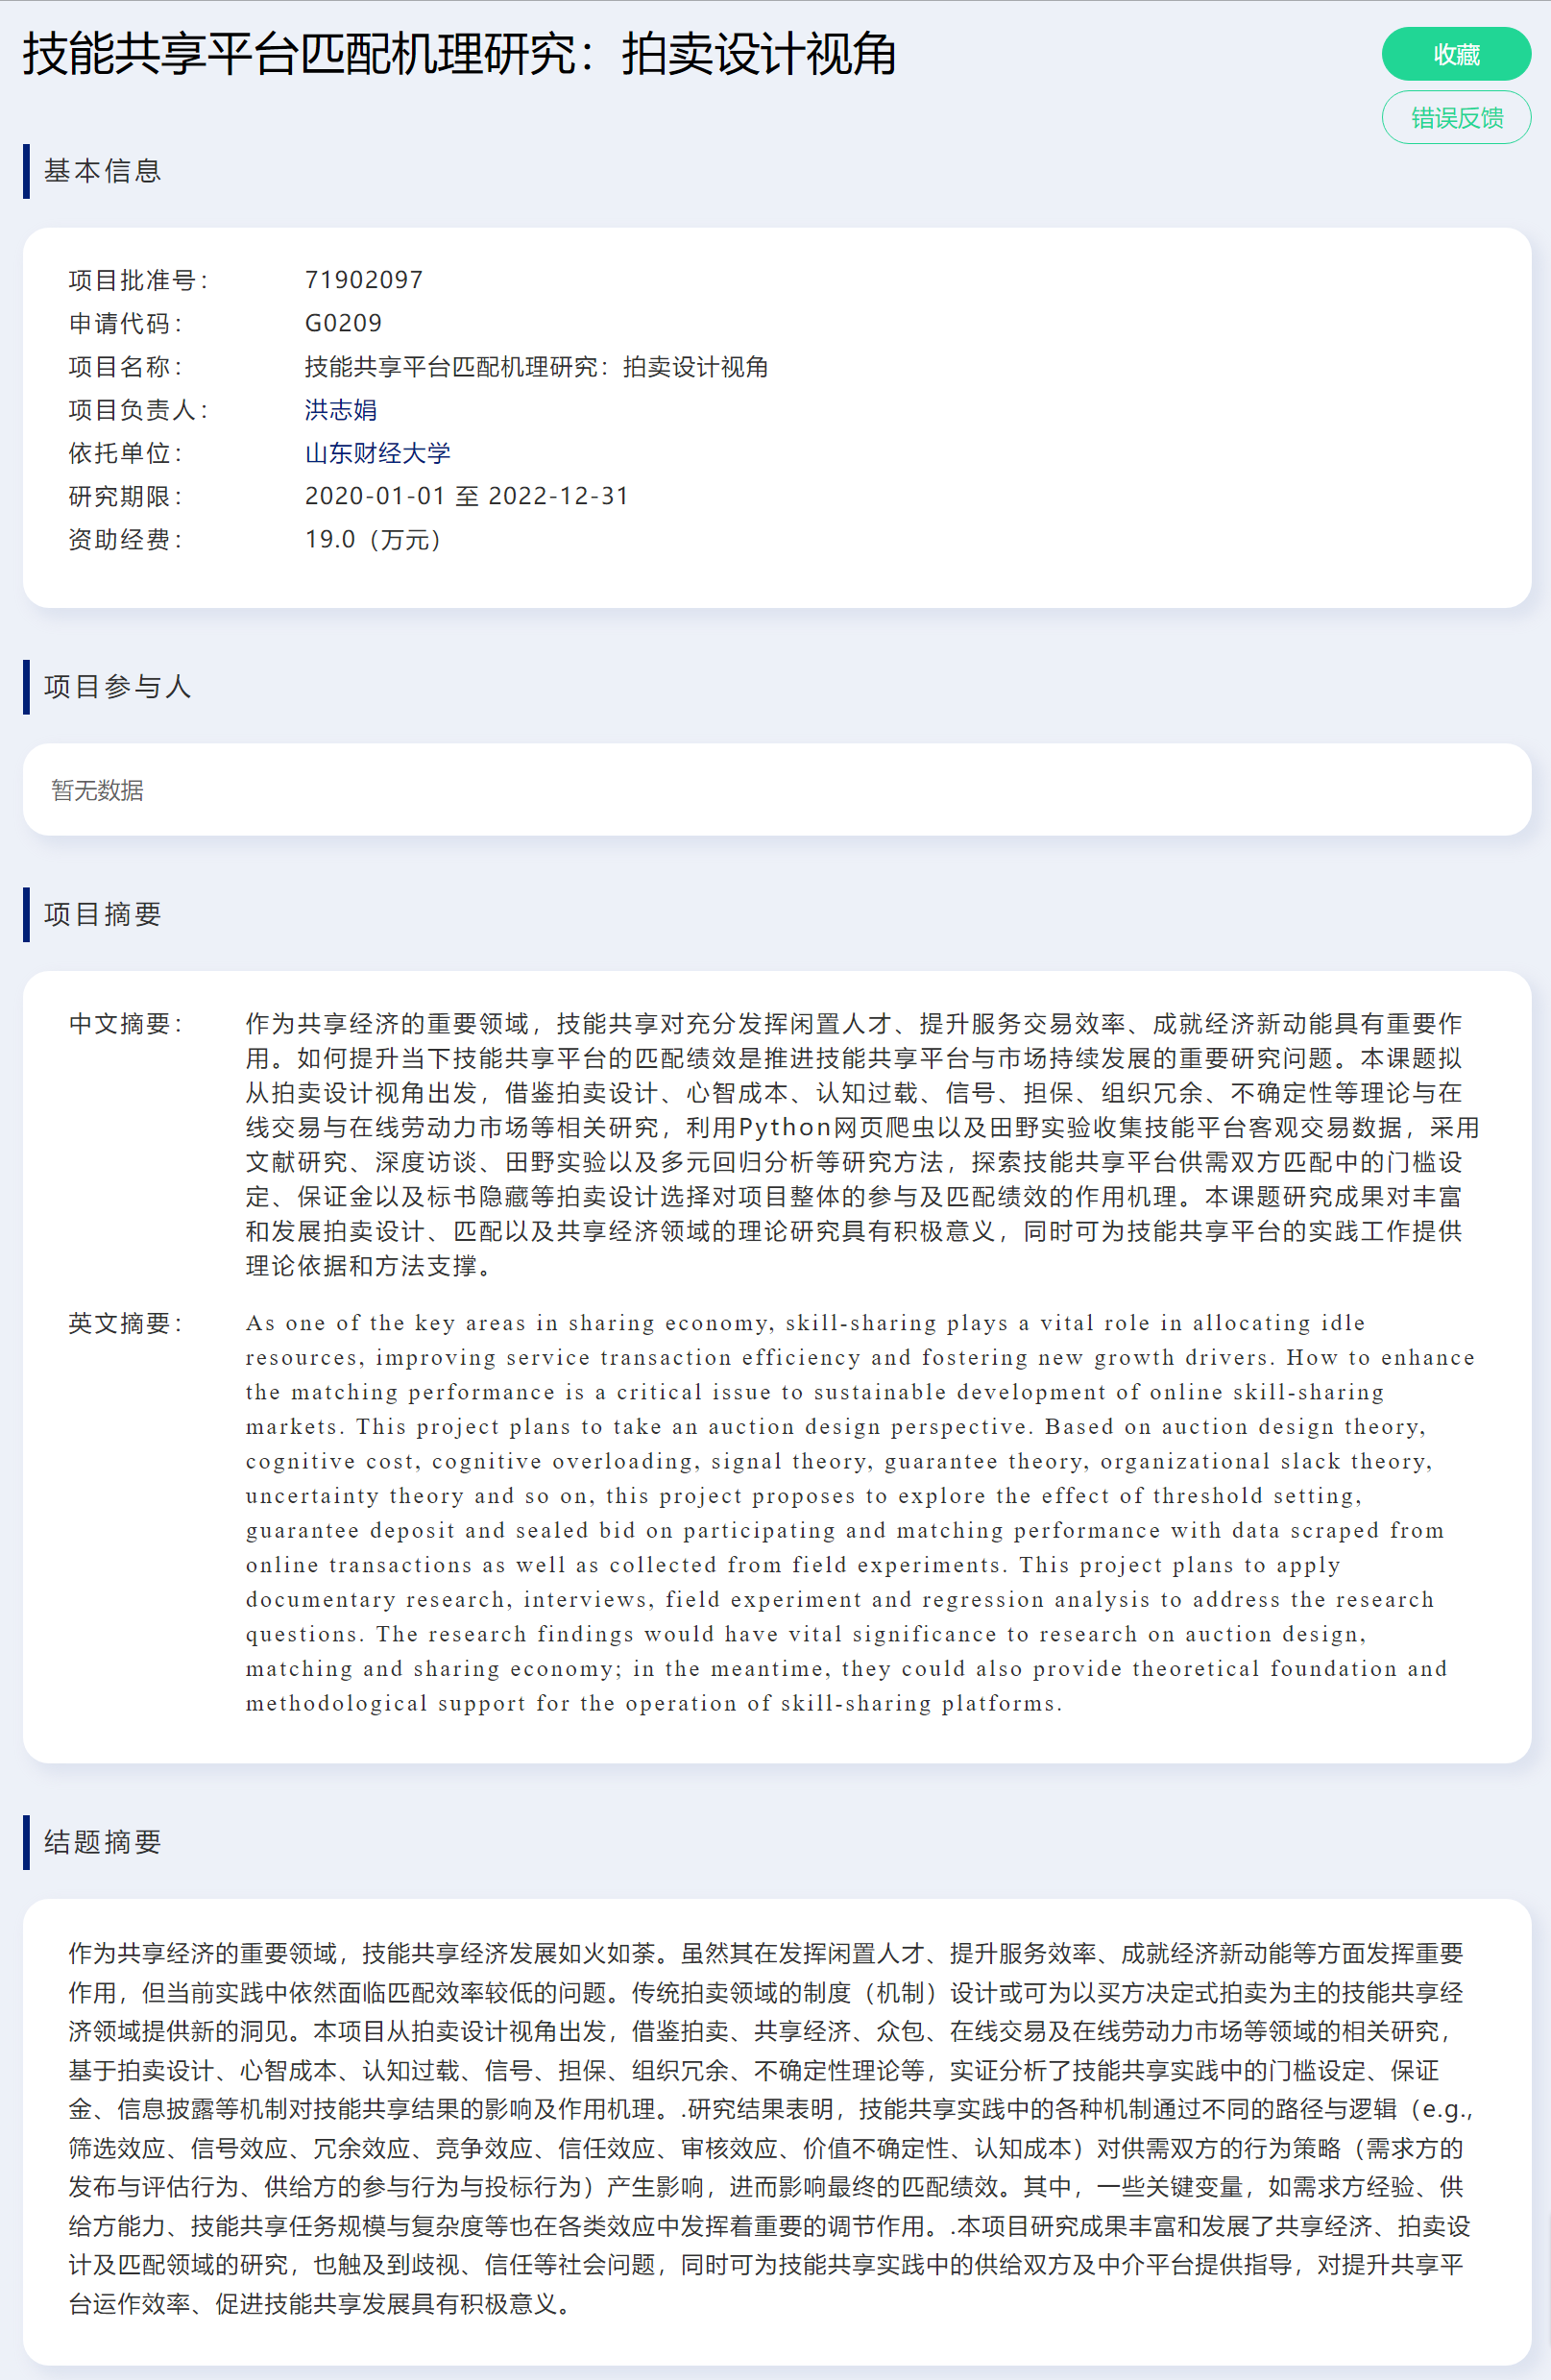 技能共享平台匹配机理研究：拍卖设计视角
收藏
错误反馈
基本信息
项目批准号： 71902097
申请代码： G0209
项目名称： 技能共享平台匹配机理研究：拍卖设计视角
项目负责人： 洪志娟
依托单位： 山东财经大学
研究期限： 2020-01-01 至 2022-12-31
资助经费： 19.0（万元）
项目参与人
暂无数据
项目摘要
中文摘要： 作为共享经济的重要领域，技能共享对充分发挥闲置人才、提升服务交易效率、成就经济新动能具有重要作
用。如何提升当下技能共享平台的匹配绩效是推进技能共享平台与市场持续发展的重要研究问题。本课题拟
从拍卖设计视角出发，借鉴拍卖设计、心智成本、认知过载、信号、担保、组织冗余、不确定性等理论与在
线交易与在线劳动力市场等相关研究，利用Python网页爬虫以及田野实验收集技能平台客观交易数据，采用
文献研究、深度访谈、田野实验以及多元回归分析等研究方法，探索技能共享平台供需双方匹配中的门槛设
定、保证金以及标书隐藏等拍卖设计选择对项目整体的参与及匹配绩效的作用机理。本课题研究成果对丰富
和发展拍卖设计、匹配以及共享经济领域的理论研究具有积极意义，同时可为技能共享平台的实践工作提供
理论依据和方法支撑。
英文摘要： As one of the key areas in sharing economy, skill-sharing plays a vital role in allocating idle
resources, improving service transaction efficiency and fostering new growth drivers. How to enhance
the matching performance is a critical issue to sustainable development of online skill-sharing
markets. This project plans to take an auction design perspective. Based on auction design theory,
cognitive cost, cognitive overloading, signal theory, guarantee theory, organizational slack theory,
uncertainty theory and so on, this project proposes to explore the effect of threshold setting,
guarantee deposit and sealed bid on participating and matching performance with data scraped from
online transactions as well as collected from field experiments. This project plans to apply
documentary research, interviews, field experiment and regression analysis to address the research
questions. The research findings would have vital significance to research on auction design,
matching and sharing economy; in the meantime, they could also provide theoretical foundation and
methodological support for the operation of skill-sharing platforms.
结题摘要
作为共享经济的重要领域，技能共享经济发展如火如荼。虽然其在发挥闲置人才、提升服务效率、成就经济新动能等方面发挥重要
作用，但当前实践中依然面临匹配效率较低的问题。传统拍卖领域的制度（机制）设计或可为以买方决定式拍卖为主的技能共享经
济领域提供新的洞见。本项目从拍卖设计视角出发，借鉴拍卖、共享经济、众包、在线交易及在线劳动力市场等领域的相关研究，
基于拍卖设计、心智成本、认知过载、信号、担保、组织冗余、不确定性理论等，实证分析了技能共享实践中的门槛设定、保证
金、信息披露等机制对技能共享结果的影响及作用机理。.研究结果表明，技能共享实践中的各种机制通过不同的路径与逻辑（e.g.,
筛选效应、信号效应、冗余效应、竞争效应、信任效应、审核效应、价值不确定性、认知成本）对供需双方的行为策略（需求方的
发布与评估行为、供给方的参与行为与投标行为）产生影响，进而影响最终的匹配绩效。其中，一些关键变量，如需求方经验、供
给方能力、技能共享任务规模与复杂度等也在各类效应中发挥着重要的调节作用。.本项目研究成果丰富和发展了共享经济、拍卖设
计及匹配领域的研究，也触及到歧视、信任等社会问题，同时可为技能共享实践中的供给双方及中介平台提供指导，对提升共享平
台运作效率、促进技能共享发展具有积极意义。